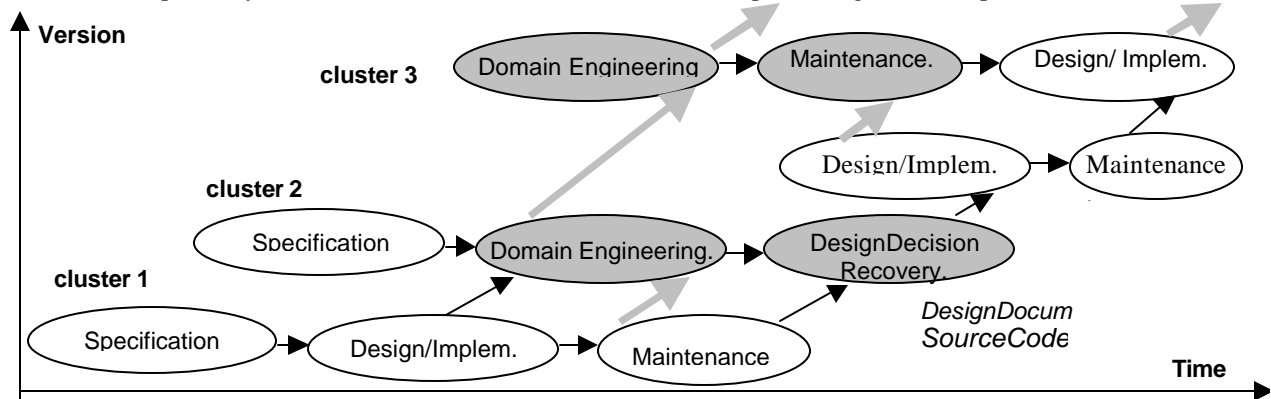 Version
cluster 3
Domain Engineering
Maintenance.
Design/ Implem.
Design/Implem.
Maintenance
cluster 2
Specification
Domain Engineering.
DesignDecision
Recovery.
cluster 1
Specification
Design/Implem.
Maintenance
DesignDocum
SourceCode
Time